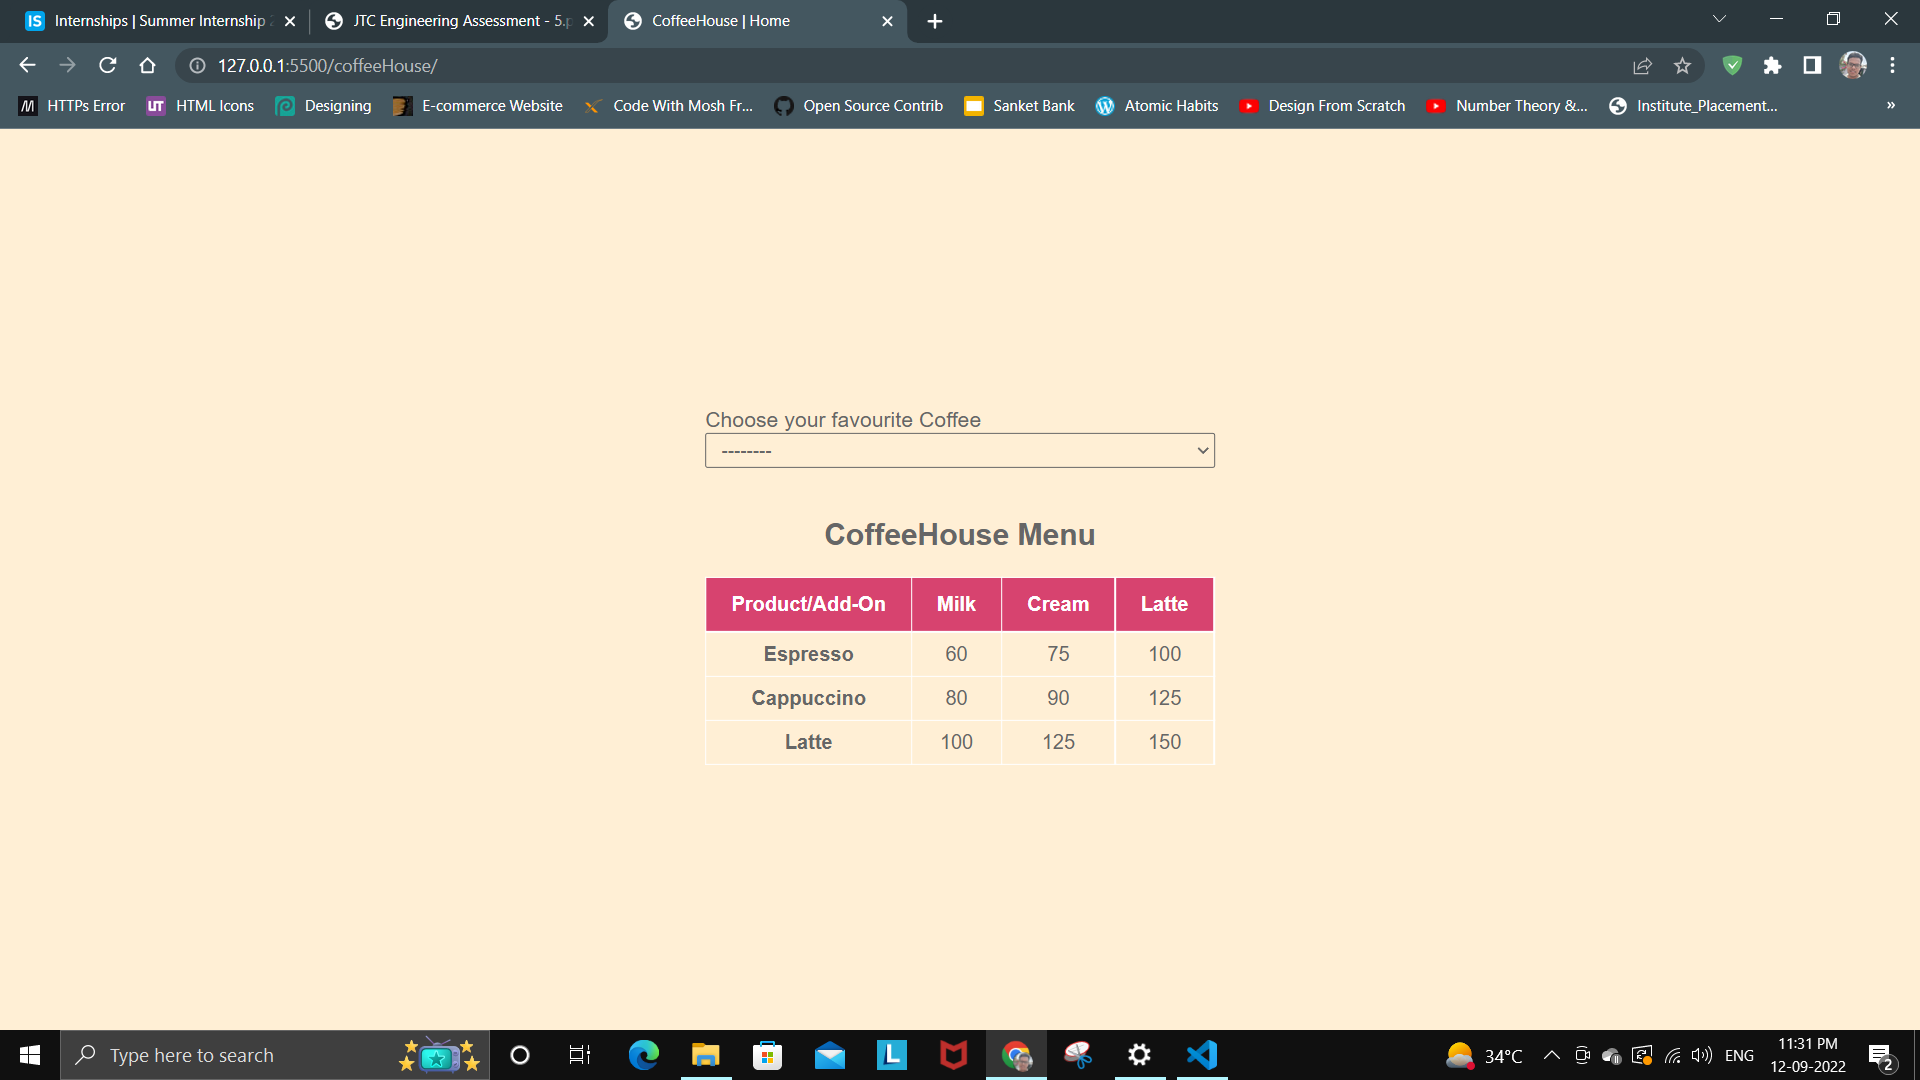 IS Internships | Summer Internship 2
JTC Engineering Assessment - 5.p
CoffeeHouse | Home
127.0.0.1:5500/coffeeHouse/
HTTPs Error
UT HTML Icons
Designing
E-commerce Website
Code With Mosh Fr...
Open Source Contrib
Sanket Bank
Atomic Habits
Design From Scratch
Number Theory &...
Institute_Placement...
»
Choose your favourite Coffee
--------
CoffeeHouse Menu
Product/Add-On Milk Cream Latte
Espresso 60 75 100
Cappuccino 80 90 125
Latte 100 125 150
Type here to search
L
34°C
ENG
11:31 PM
12-09-2022
2